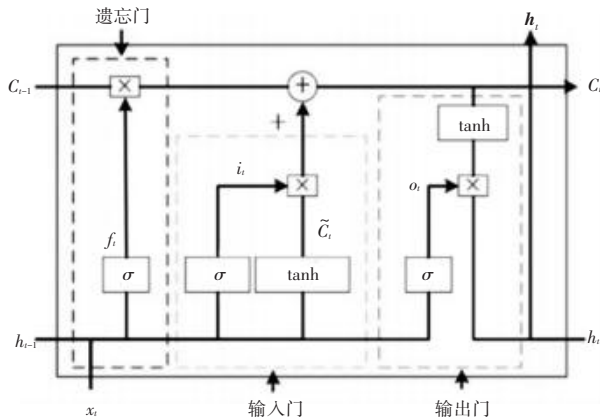 遗忘门
h_t
C_{t-1}
×
+
C_t
+
tanh
i_t
×
o_t
×
f_t
C̃_t
σ
σ
tanh
σ
h_{t-1}
h_t
x_t
输入门
输出门